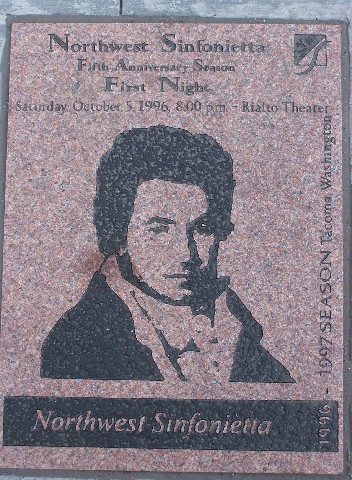 Northwest Sinfonietta
Fifth Anniversary Season
First Night
Saturday, October 5, 1996, 8:00 p.m. - Rialto Theater
1996 - 1997 SEASON Tacoma, Washington
Northwest Sinfonietta